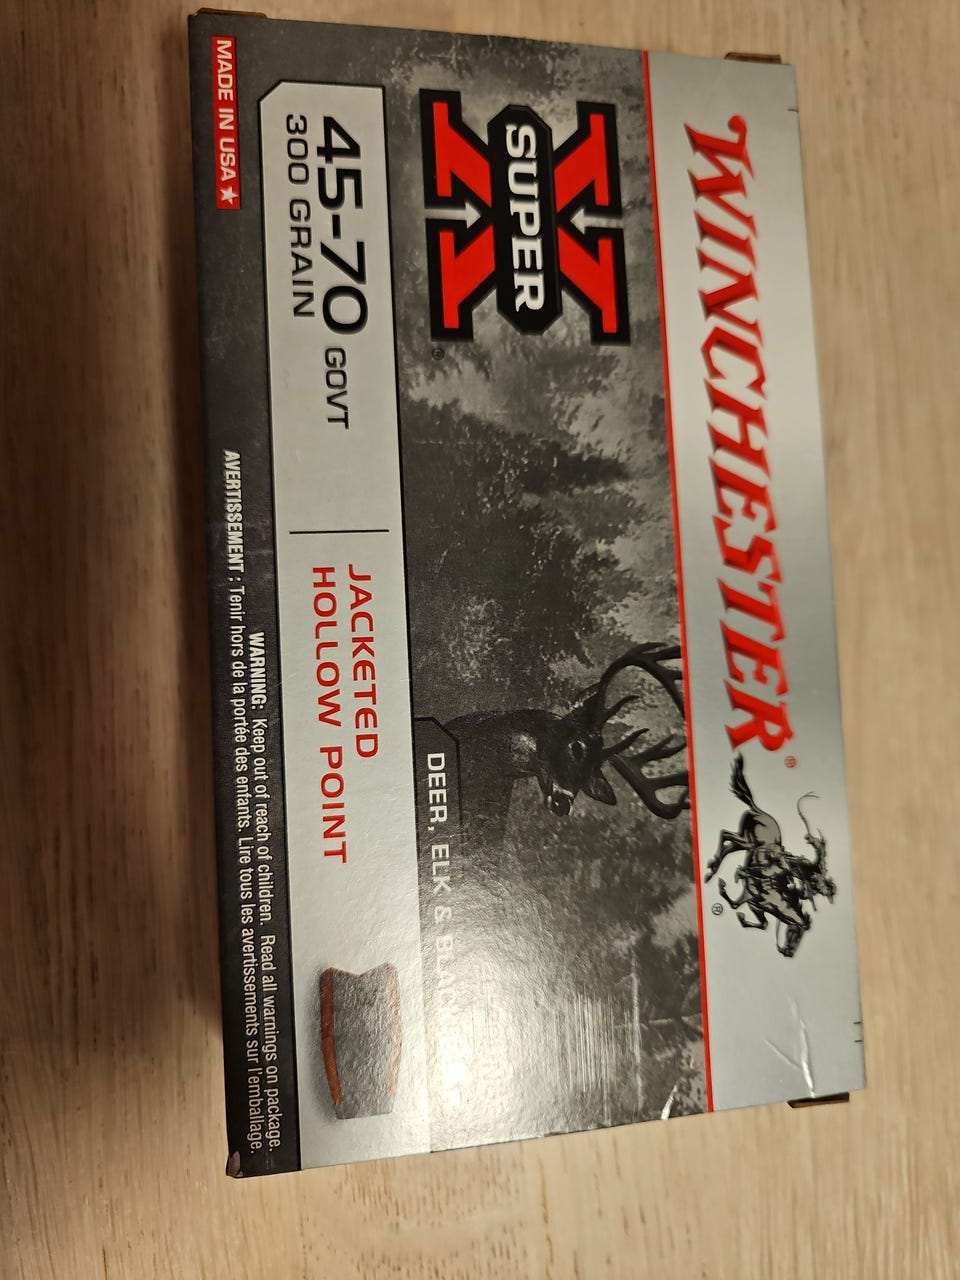 WINCHESTER®
®
SUPER X
®
DEER, ELK &
45-70 GOVT
300 GRAIN
JACKETED
HOLLOW POINT
MADE IN USA★
WARNING: Keep out of reach of children. Read all warnings on package.
AVERTISSEMENT : Tenir hors de la portée des enfants. Lire tous les avertissements sur l'emballage.